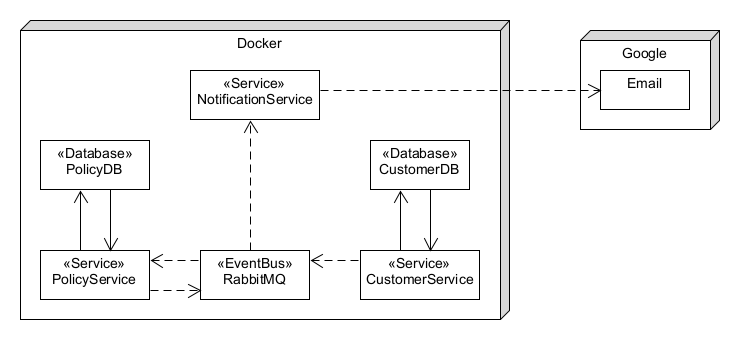 Docker
Google
«Service»
NotificationService
Email
«Database»
PolicyDB
«Database»
CustomerDB
«Service»
PolicyService
«EventBus»
RabbitMQ
«Service»
CustomerService